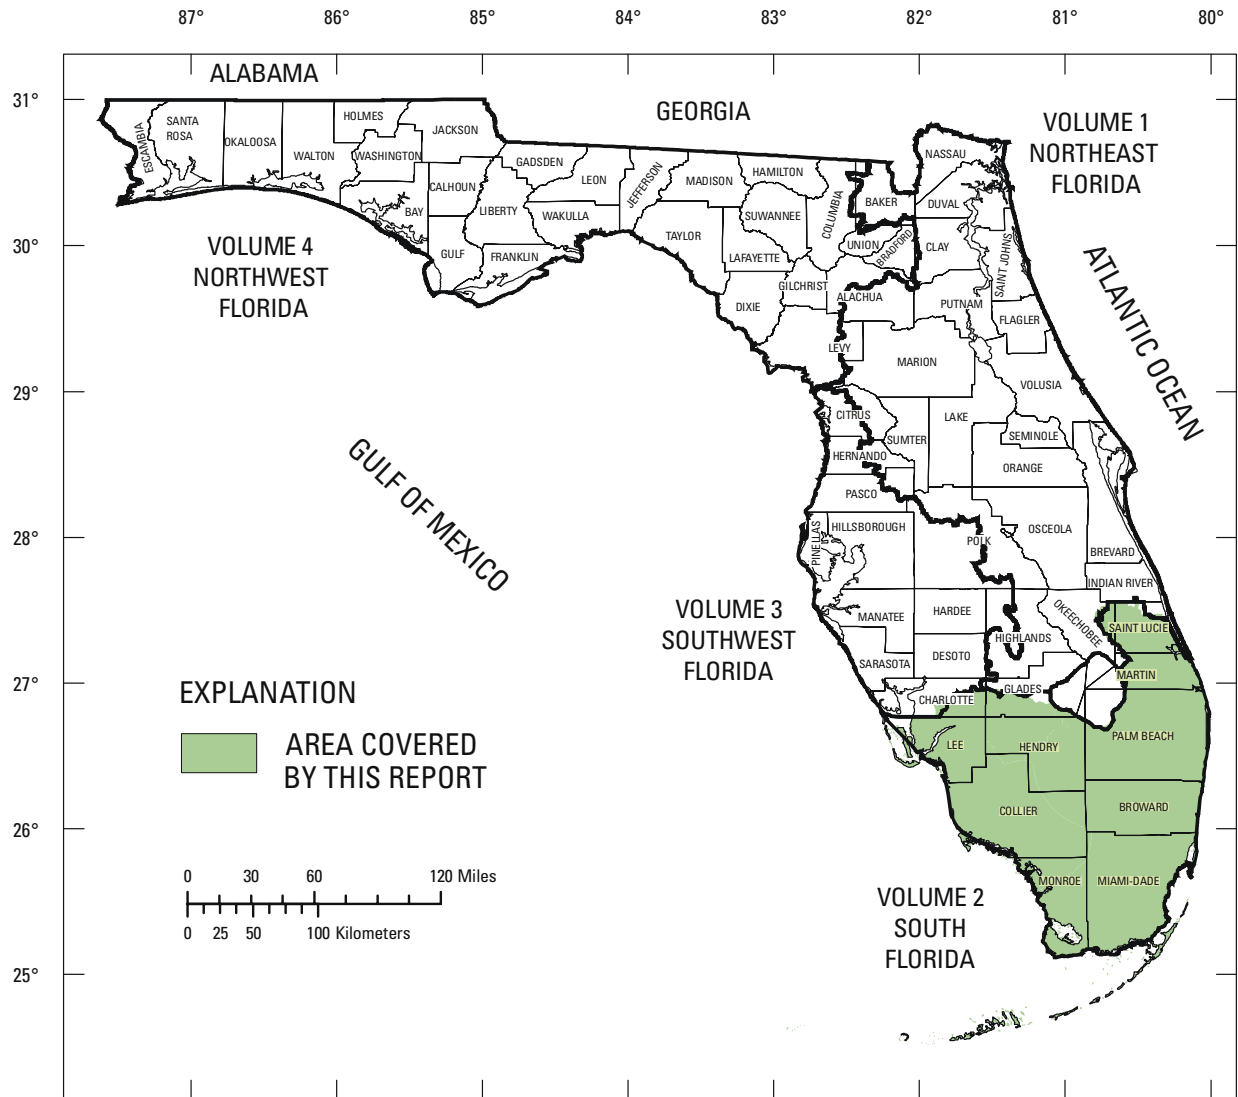 87° 86° 85° 84° 83° 82° 81° 80°
ALABAMA
31°
GEORGIA
VOLUME 1
NORTHEAST
FLORIDA
ESCAMBIA
SANTA
ROSA
OKALOOSA
WALTON
HOLMES
WASHINGTON
JACKSON
BAY
CALHOUN
GULF
LIBERTY
GADSDEN
FRANKLIN
LEON
WAKULLA
JEFFERSON
MADISON
TAYLOR
HAMILTON
SUWANNEE
LAFAYETTE
DIXIE
COLUMBIA
GILCHRIST
BAKER
UNION
BRADFORD
ALACHUA
LEVY
NASSAU
DUVAL
CLAY
SAINT JOHNS
PUTNAM
FLAGLER
MARION
VOLUSIA
30°
VOLUME 4
NORTHWEST
FLORIDA
ATLANTIC OCEAN
29°
CITRUS
SUMTER
LAKE
SEMINOLE
HERNANDO
ORANGE
PASCO
GULF OF MEXICO
28°
PINELLAS
HILLSBOROUGH
POLK
OSCEOLA
BREVARD
INDIAN RIVER
VOLUME 3
SOUTHWEST
FLORIDA
MANATEE
HARDEE
HIGHLANDS
OKEECHOBEE
SAINT LUCIE
SARASOTA
DESOTO
MARTIN
27°
CHARLOTTE
GLADES
EXPLANATION
AREA COVERED
BY THIS REPORT
LEE
HENDRY
PALM BEACH
COLLIER
BROWARD
26°
0 30 60 120 Miles
0 25 50 100 Kilometers
MONROE
MIAMI-DADE
VOLUME 2
SOUTH
FLORIDA
25°